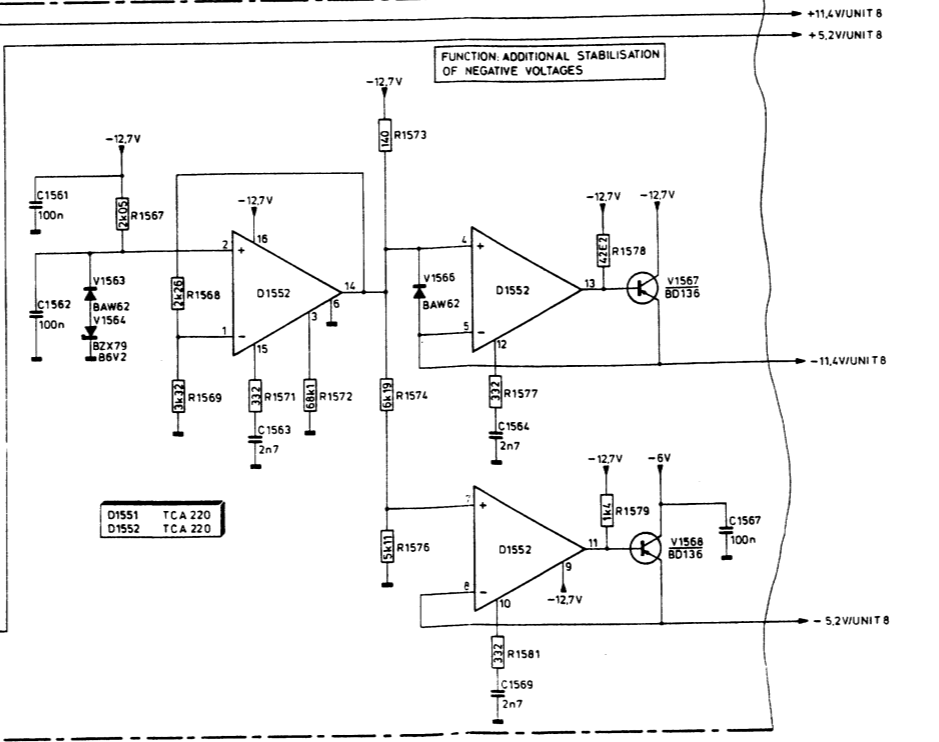 +11,4V/UNIT 8
+5,2V/UNIT 8
FUNCTION: ADDITIONAL STABILISATION
OF NEGATIVE VOLTAGES
-12,7V
140
R1573
-12,7V
C1561
100n
2k05
R1567
-12,7V
16
2
+
D1552
14
6
3
1
-
15
2k26
R1568
C1562
100n
V1563
BAW62
V1564
BZX79
B6V2
3k32
R1569
332
R1571
C1563
2n7
68k1
R1572
6k19
R1574
4
+
V1566
BAW62
D1552
13
5
-
12
-12,7V
-12,7V
42E2
R1578
V1567
BD136
-11,4V/UNIT 8
332
R1577
C1564
2n7
D1551 TCA 220
D1552 TCA 220
5k11
R1576
+
D1552
11
9
-12,7V
8
-
10
-12,7V
-6V
1k4
R1579
V1568
BD136
C1567
100n
- 5,2V/UNIT 8
332
R1581
C1569
2n7